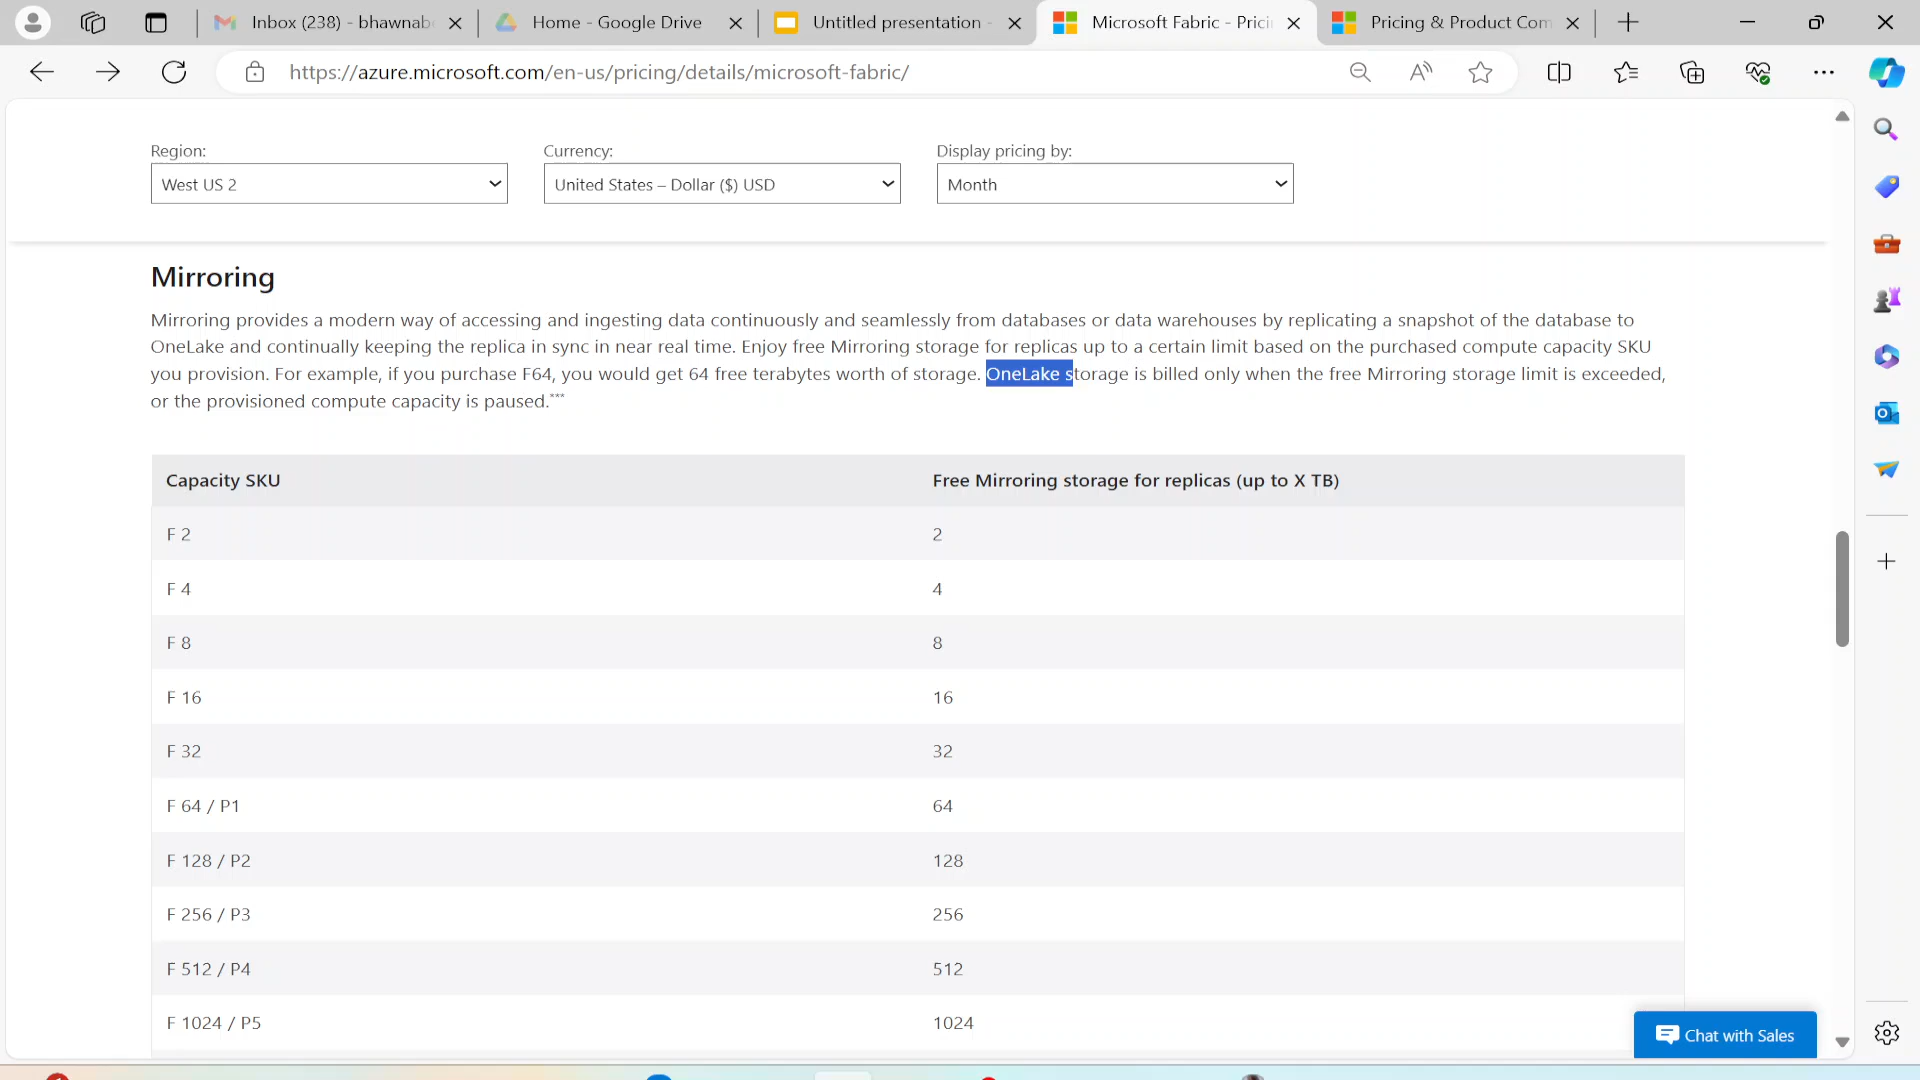 Inbox (238) - bhawnab
Home - Google Drive
Untitled presentation -
Microsoft Fabric - Prici
Pricing & Product Com
https://azure.microsoft.com/en-us/pricing/details/microsoft-fabric/
Region:
Currency:
Display pricing by:
West US 2
United States – Dollar ($) USD
Month
Mirroring
Mirroring provides a modern way of accessing and ingesting data continuously and seamlessly from databases or data warehouses by replicating a snapshot of the database to
OneLake and continually keeping the replica in sync in near real time. Enjoy free Mirroring storage for replicas up to a certain limit based on the purchased compute capacity SKU
you provision. For example, if you purchase F64, you would get 64 free terabytes worth of storage. OneLake storage is billed only when the free Mirroring storage limit is exceeded,
or the provisioned compute capacity is paused.***
Capacity SKU
Free Mirroring storage for replicas (up to X TB)
F 2
2
F 4
4
F 8
8
F 16
16
F 32
32
F 64 / P1
64
F 128 / P2
128
F 256 / P3
256
F 512 / P4
512
F 1024 / P5
1024
Chat with Sales